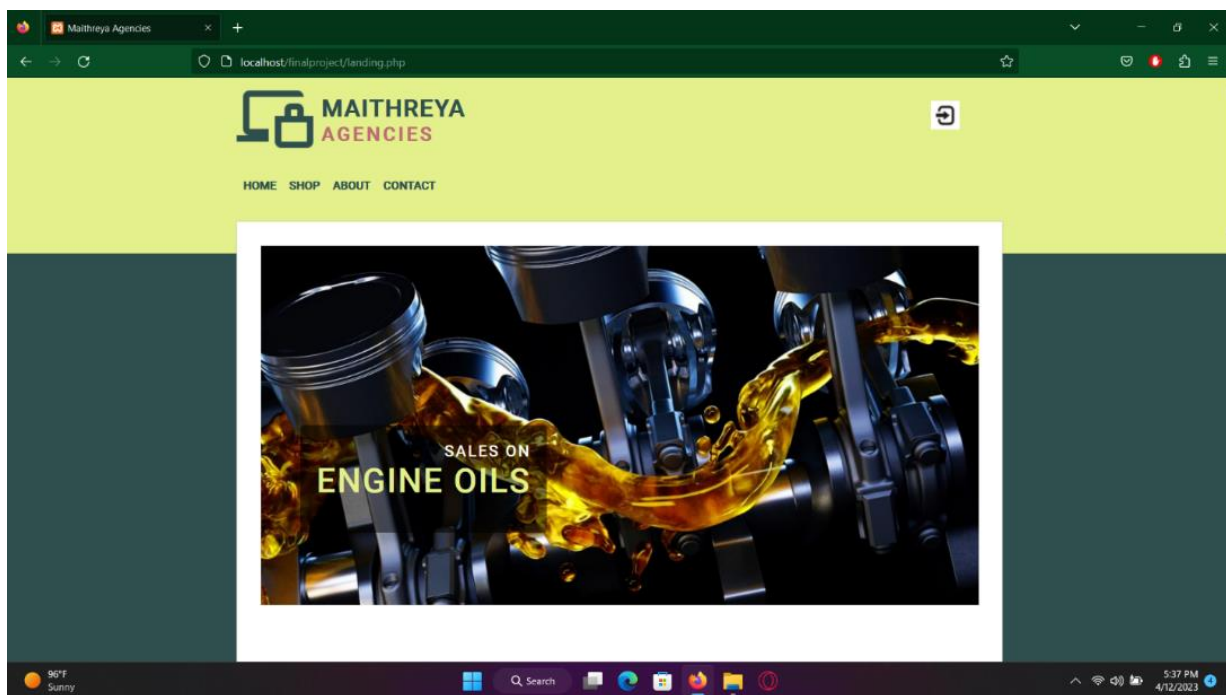 Maithreya Agencies
localhost/finalproject/landing.php
MAITHREYA
AGENCIES
HOME SHOP ABOUT CONTACT
SALES ON
ENGINE OILS
96°F
Sunny
Search
5:37 PM
4/12/2023
4